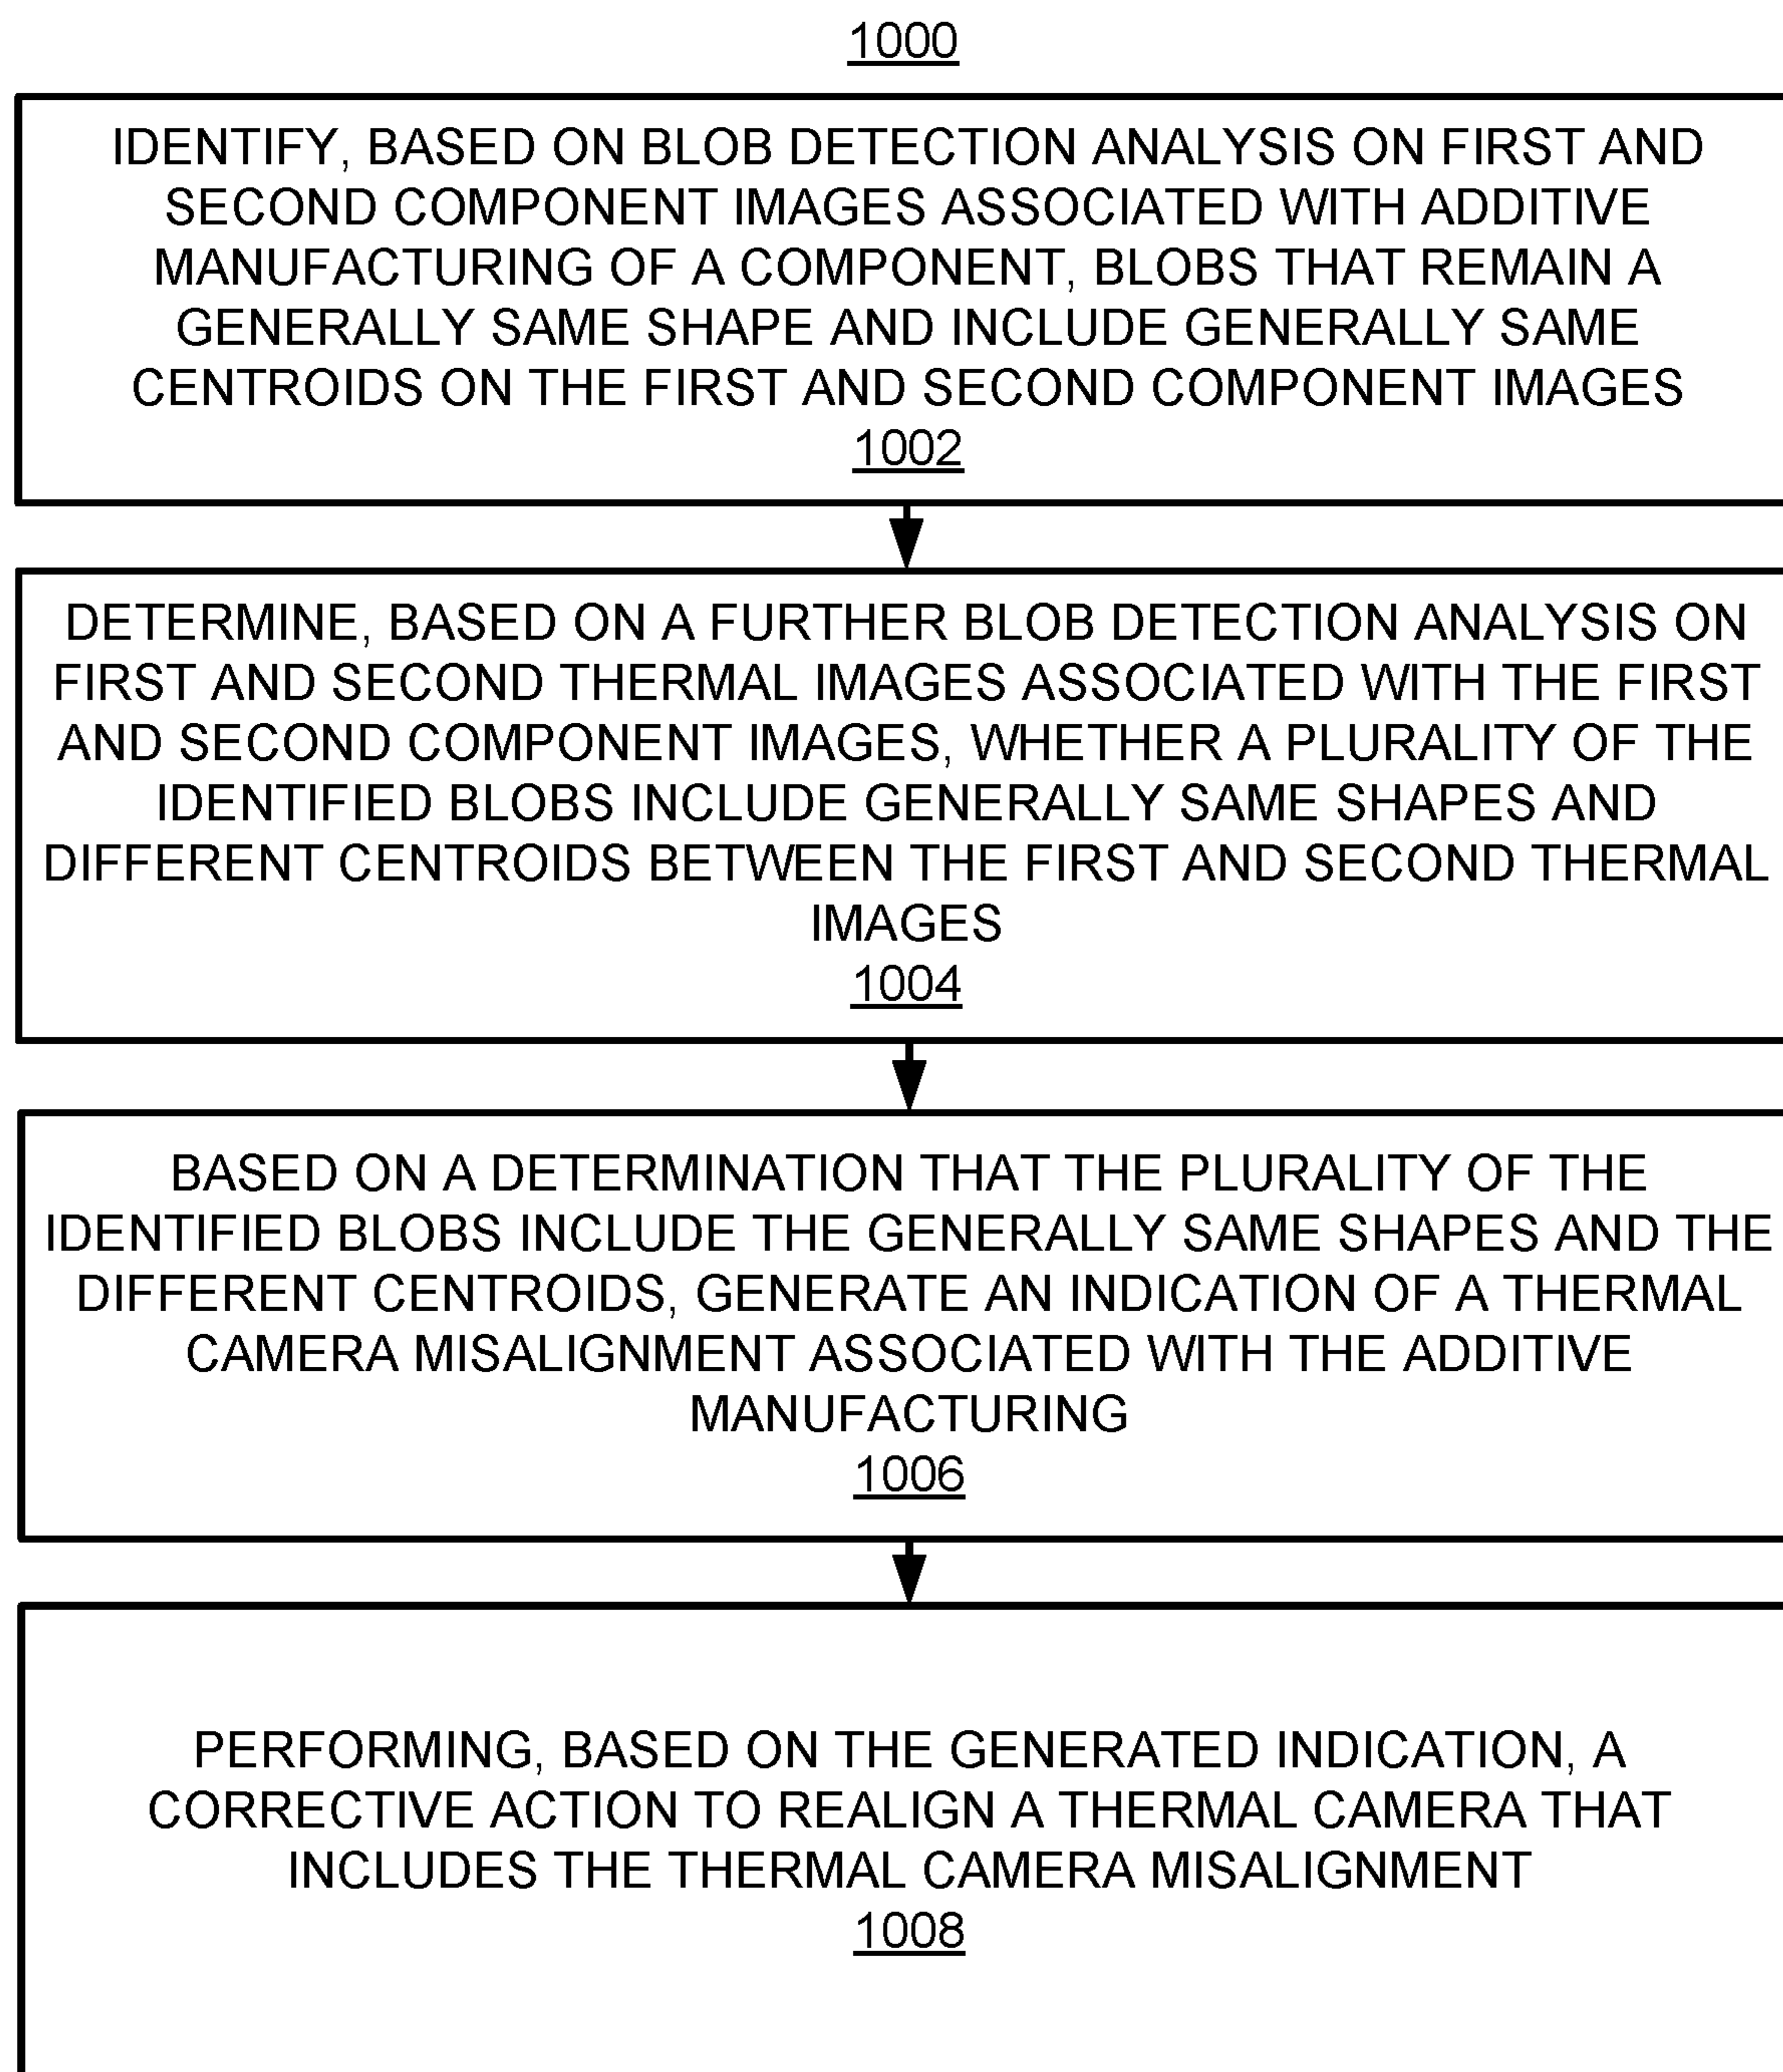 1000
IDENTIFY, BASED ON BLOB DETECTION ANALYSIS ON FIRST AND
SECOND COMPONENT IMAGES ASSOCIATED WITH ADDITIVE
MANUFACTURING OF A COMPONENT, BLOBS THAT REMAIN A
GENERALLY SAME SHAPE AND INCLUDE GENERALLY SAME
CENTROIDS ON THE FIRST AND SECOND COMPONENT IMAGES
1002
DETERMINE, BASED ON A FURTHER BLOB DETECTION ANALYSIS ON
FIRST AND SECOND THERMAL IMAGES ASSOCIATED WITH THE FIRST
AND SECOND COMPONENT IMAGES, WHETHER A PLURALITY OF THE
IDENTIFIED BLOBS INCLUDE GENERALLY SAME SHAPES AND
DIFFERENT CENTROIDS BETWEEN THE FIRST AND SECOND THERMAL
IMAGES
1004
BASED ON A DETERMINATION THAT THE PLURALITY OF THE
IDENTIFIED BLOBS INCLUDE THE GENERALLY SAME SHAPES AND THE
DIFFERENT CENTROIDS, GENERATE AN INDICATION OF A THERMAL
CAMERA MISALIGNMENT ASSOCIATED WITH THE ADDITIVE
MANUFACTURING
1006
PERFORMING, BASED ON THE GENERATED INDICATION, A
CORRECTIVE ACTION TO REALIGN A THERMAL CAMERA THAT
INCLUDES THE THERMAL CAMERA MISALIGNMENT
1008